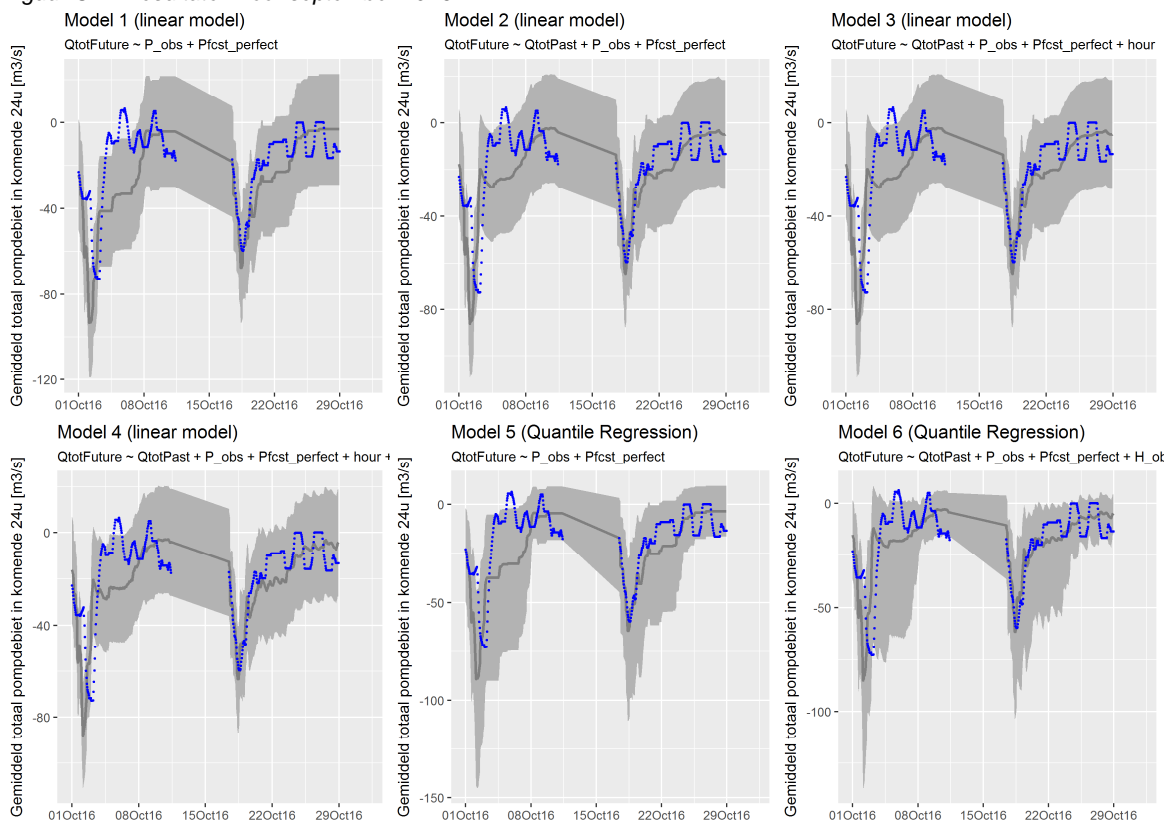 Model 1 (linear model)
QtotFuture ~ P_obs + Pfcst_perfect
Gemiddeld totaal pompdebiet in komende 24u [m3/s]
0
-40
-80
-120
01Oct16 08Oct16 15Oct16 22Oct16 29Oct16
Model 2 (linear model)
QtotFuture ~ QtotPast + P_obs + Pfcst_perfect
Gemiddeld totaal pompdebiet in komende 24u [m3/s]
0
-40
-80
01Oct16 08Oct16 15Oct16 22Oct16 29Oct16
Model 3 (linear model)
QtotFuture ~ QtotPast + P_obs + Pfcst_perfect + hour
Gemiddeld totaal pompdebiet in komende 24u [m3/s]
0
-40
-80
01Oct16 08Oct16 15Oct16 22Oct16 29Oct16
Model 4 (linear model)
QtotFuture ~ QtotPast + P_obs + Pfcst_perfect + hour +
Gemiddeld totaal pompdebiet in komende 24u [m3/s]
0
-40
-80
01Oct16 08Oct16 15Oct16 22Oct16 29Oct16
Model 5 (Quantile Regression)
QtotFuture ~ P_obs + Pfcst_perfect
Gemiddeld totaal pompdebiet in komende 24u [m3/s]
0
-50
-100
-150
01Oct16 08Oct16 15Oct16 22Oct16 29Oct16
Model 6 (Quantile Regression)
QtotFuture ~ QtotPast + P_obs + Pfcst_perfect + H_ob
Gemiddeld totaal pompdebiet in komende 24u [m3/s]
0
-50
-100
01Oct16 08Oct16 15Oct16 22Oct16 29Oct16